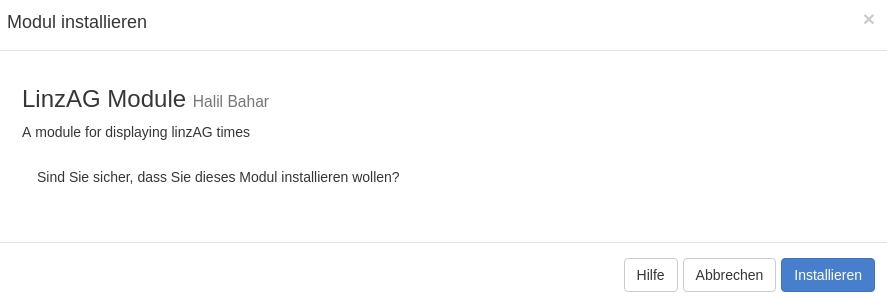 Modul installieren
×
LinzAG Module Halil Bahar
A module for displaying linzAG times
Sind Sie sicher, dass Sie dieses Modul installieren wollen?
Hilfe Abbrechen Installieren